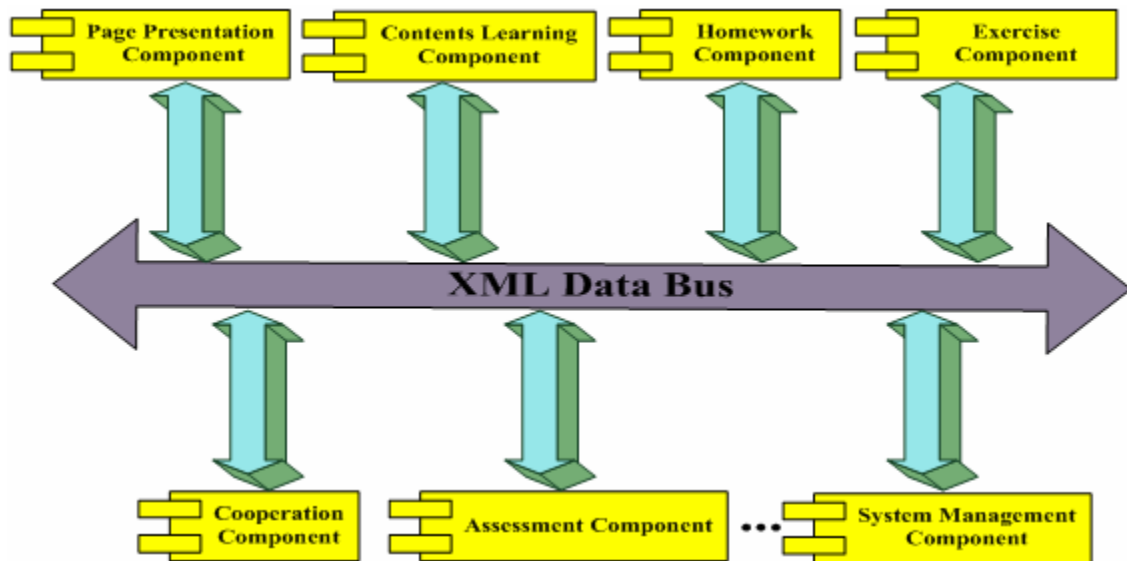 Page Presentation
Component
Contents Learning
Component
Homework
Component
Exercise
Component
XML Data Bus
Cooperation
Component
Assessment Component
...
System Management
Component